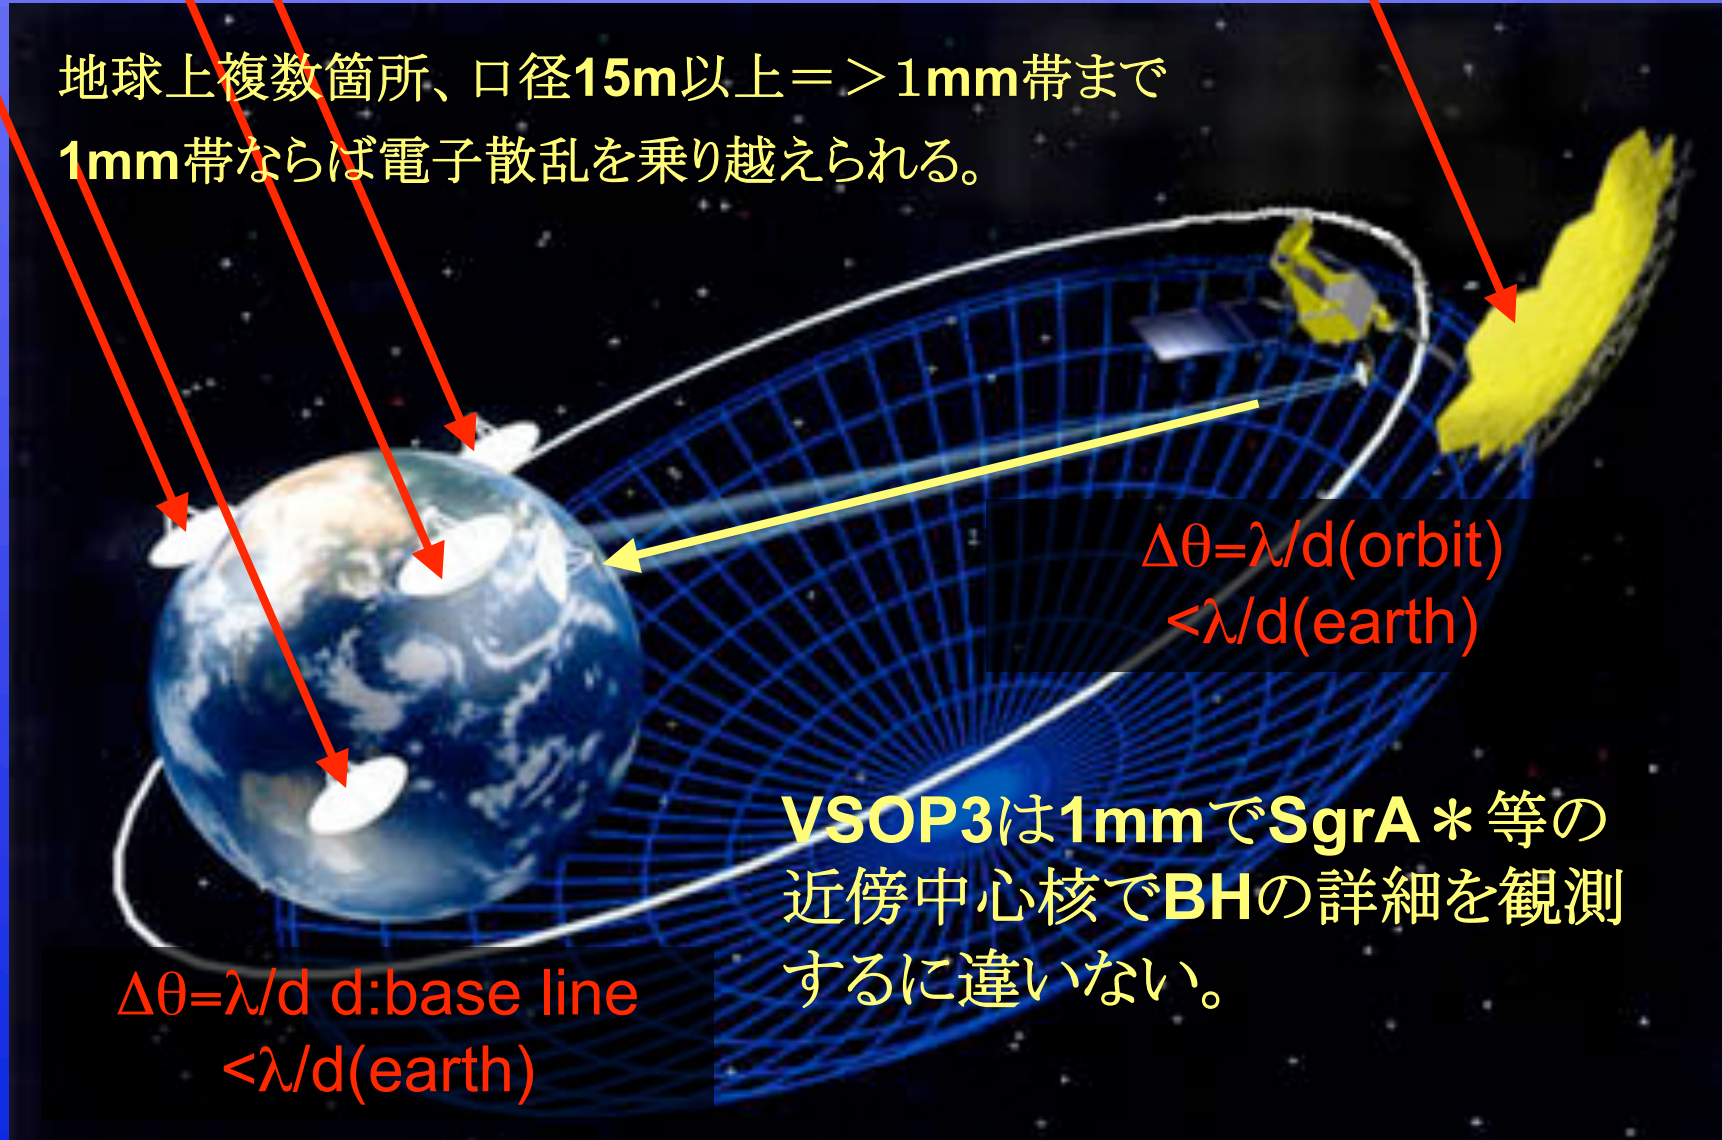 地球上複数箇所、口径15m以上＝＞1mm帯まで
1mm帯ならば電子散乱を乗り越えられる。
Δθ=λ/d(orbit)
<λ/d(earth)
VSOP3は1mmでSgrA＊等の
近傍中心核でBHの詳細を観測
するに違いない。
Δθ=λ/d d:base line
<λ/d(earth)